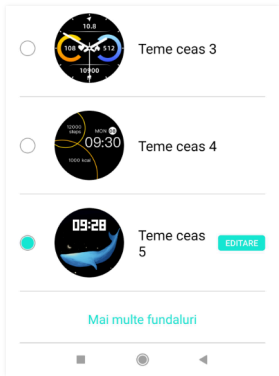 10.8
108
512
10900
Teme ceas 3
12000
steps
MON 08
09:30
1000 kcal
Teme ceas 4
09:28
Teme ceas
5
EDITARE
Mai multe fundaluri